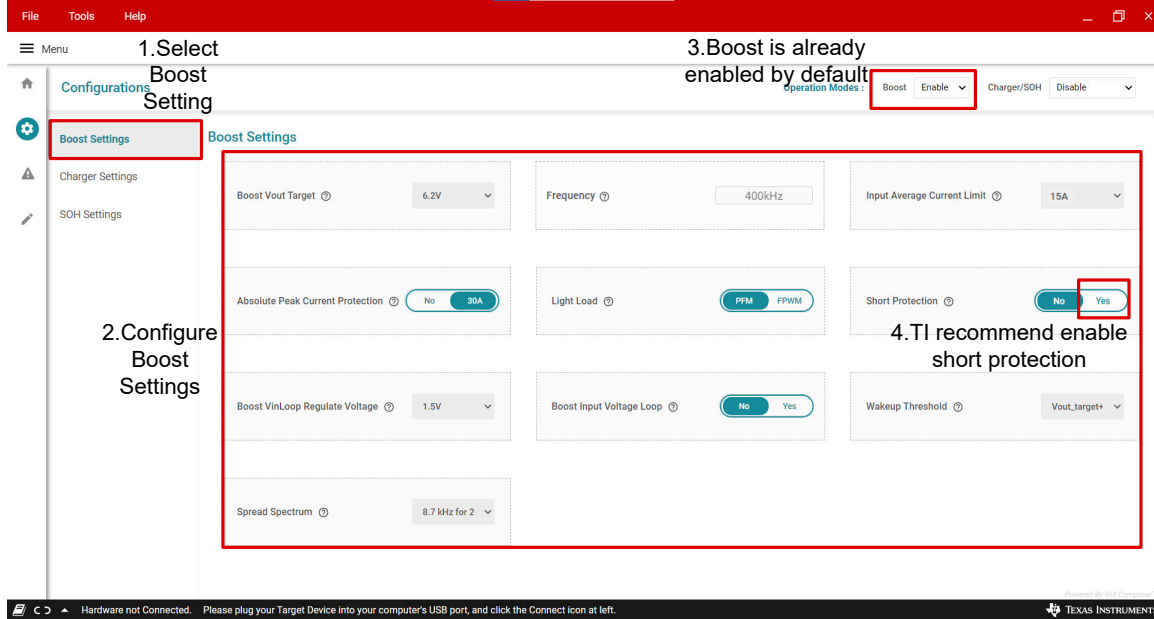 File Tools Help
Menu
1.Select
Boost
Setting
3.Boost is already
enabled by default
Configurations
Operation Modes :
Boost Enable
Charger/SOH Disable
Boost Settings
Charger Settings
SOH Settings
Boost Settings
Boost Vout Target 6.2V
Frequency 400kHz
Input Average Current Limit 15A
Absolute Peak Current Protection No 30A
Light Load PFM FPWM
Short Protection No Yes
2.Configure
Boost
Settings
4.TI recommend enable
short protection
Boost VinLoop Regulate Voltage 1.5V
Boost Input Voltage Loop No Yes
Wakeup Threshold Vout_target+
Spread Spectrum 8.7 kHz for 2
Powered By GUI Composer
Hardware not Connected. Please plug your Target Device into your computer's USB port, and click the Connect icon at left.
TEXAS INSTRUMENTS